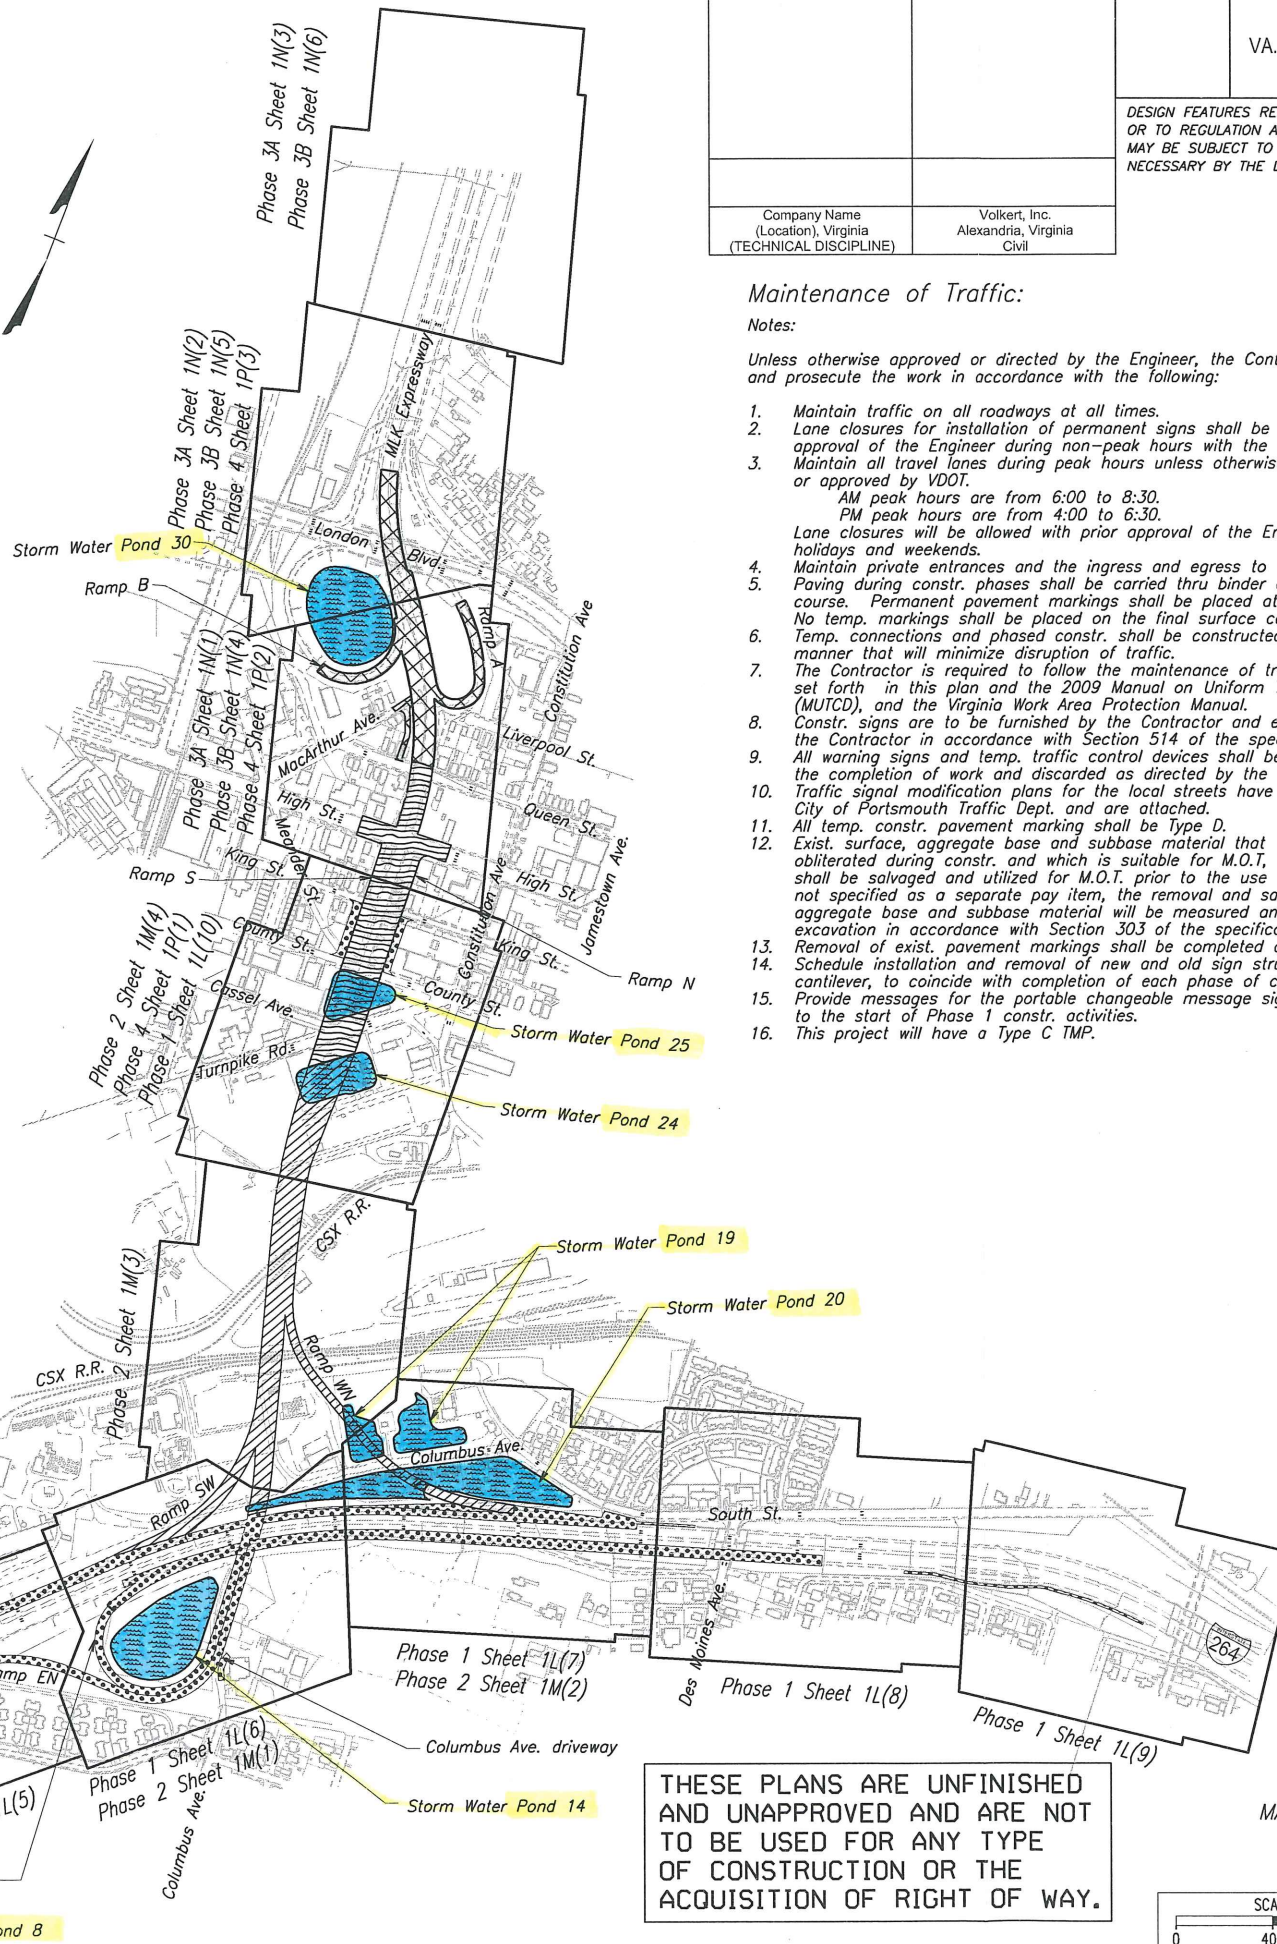 VA.
DESIGN FEATURES RE
OR TO REGULATION A
MAY BE SUBJECT TO
NECESSARY BY THE
Company Name
(Location), Virginia
(TECHNICAL DISCIPLINE)
Volkert, Inc.
Alexandria, Virginia
Civil
Maintenance of Traffic:
Notes:
Unless otherwise approved or directed by the Engineer, the Cont
and prosecute the work in accordance with the following:
1. Maintain traffic on all roadways at all times.
2. Lane closures for installation of permanent signs shall be
approval of the Engineer during non-peak hours with the
3. Maintain all travel lanes during peak hours unless otherwis
or approved by VDOT.
AM peak hours are from 6:00 to 8:30.
PM peak hours are from 4:00 to 6:30.
Lane closures will be allowed with prior approval of the En
holidays and weekends.
4. Maintain private entrances and the ingress and egress to
5. Paving during constr. phases shall be carried thru binder
course. Permanent pavement markings shall be placed at
No temp. markings shall be placed on the final surface c
6. Temp. connections and phased constr. shall be constructed
manner that will minimize disruption of traffic.
7. The Contractor is required to follow the maintenance of tr
set forth in this plan and the 2009 Manual on Uniform
(MUTCD), and the Virginia Work Area Protection Manual.
8. Constr. signs are to be furnished by the Contractor and e
the Contractor in accordance with Section 514 of the spe
9. All warning signs and temp. traffic control devices shall be
the completion of work and discarded as directed by the
10. Traffic signal modification plans for the local streets have
City of Portsmouth Traffic Dept. and are attached.
11. All temp. constr. pavement marking shall be Type D.
12. Exist. surface, aggregate base and subbase material that
obliterated during constr. and which is suitable for M.O.T,
shall be salvaged and utilized for M.O.T. prior to the use
not specified as a separate pay item, the removal and sa
aggregate base and subbase material will be measured an
excavation in accordance with Section 303 of the specifica
13. Removal of exist. pavement markings shall be completed
14. Schedule installation and removal of new and old sign stru
cantilever, to coincide with completion of each phase of c
15. Provide messages for the portable changeable message si
to the start of Phase 1 constr. activities.
16. This project will have a Type C TMP.
Phase 3A Sheet 1N(3)
Phase 3B Sheet 1N(6)
Phase 3A Sheet 1N(2)
Phase 3B Sheet 1N(5)
Phase 4 Sheet 1P(3)
MLK Expressway
London Blvd.
Storm Water Pond 30
Ramp B
Ramp A
Constitution Ave
Phase 3A Sheet 1N(1)
Phase 3B Sheet 1N(4)
Phase 4 Sheet 1P(2)
MacArthur Ave.
Liverpool St.
High St.
Queen St.
Meander St.
King St.
Ramp S
High St.
Jamestown Ave.
Constitution Ave
Phase 2 Sheet 1M(4)
Phase 4 Sheet 1P(1)
Phase 1 Sheet 1L(10)
County St.
King St.
Ramp N
Cassel Ave.
County St.
Storm Water Pond 25
Turnpike Rd.
Storm Water Pond 24
CSX R.R.
Storm Water Pond 19
Phase 2 Sheet 1M(3)
Storm Water Pond 20
Ramp WN
CSX R.R.
Columbus Ave.
Ramp SW
South St.
Des Moines Ave.
264
mp EN
Phase 1 Sheet 1L(7)
Phase 2 Sheet 1M(2)
Phase 1 Sheet 1L(8)
Phase 1 Sheet 1L(9)
Phase 1 Sheet 1L(6)
Phase 2 Sheet 1M(1)
Columbus Ave. driveway
L(5)
Storm Water Pond 14
Columbus Ave.
THESE PLANS ARE UNFINISHED
AND UNAPPROVED AND ARE NOT
TO BE USED FOR ANY TYPE
OF CONSTRUCTION OR THE
ACQUISITION OF RIGHT OF WAY.
ond 8
SCA
0 40